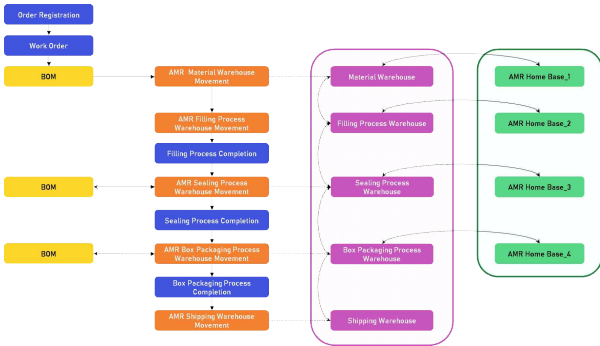 Order Registration
Work Order
BOM
AMR Material Warehouse
Movement
Material Warehouse
AMR Home Base_1
AMR Filling Process
Warehouse Movement
Filling Process Warehouse
AMR Home Base_2
Filling Process Completion
BOM
AMR Sealing Process
Warehouse Movement
Sealing Process
Warehouse
AMR Home Base_3
Sealing Process Completion
BOM
AMR Box Packaging Process
Warehouse Movement
Box Packaging Process
Warehouse
AMR Home Base_4
Box Packaging Process
Completion
AMR Shipping Warehouse
Movement
Shipping Warehouse